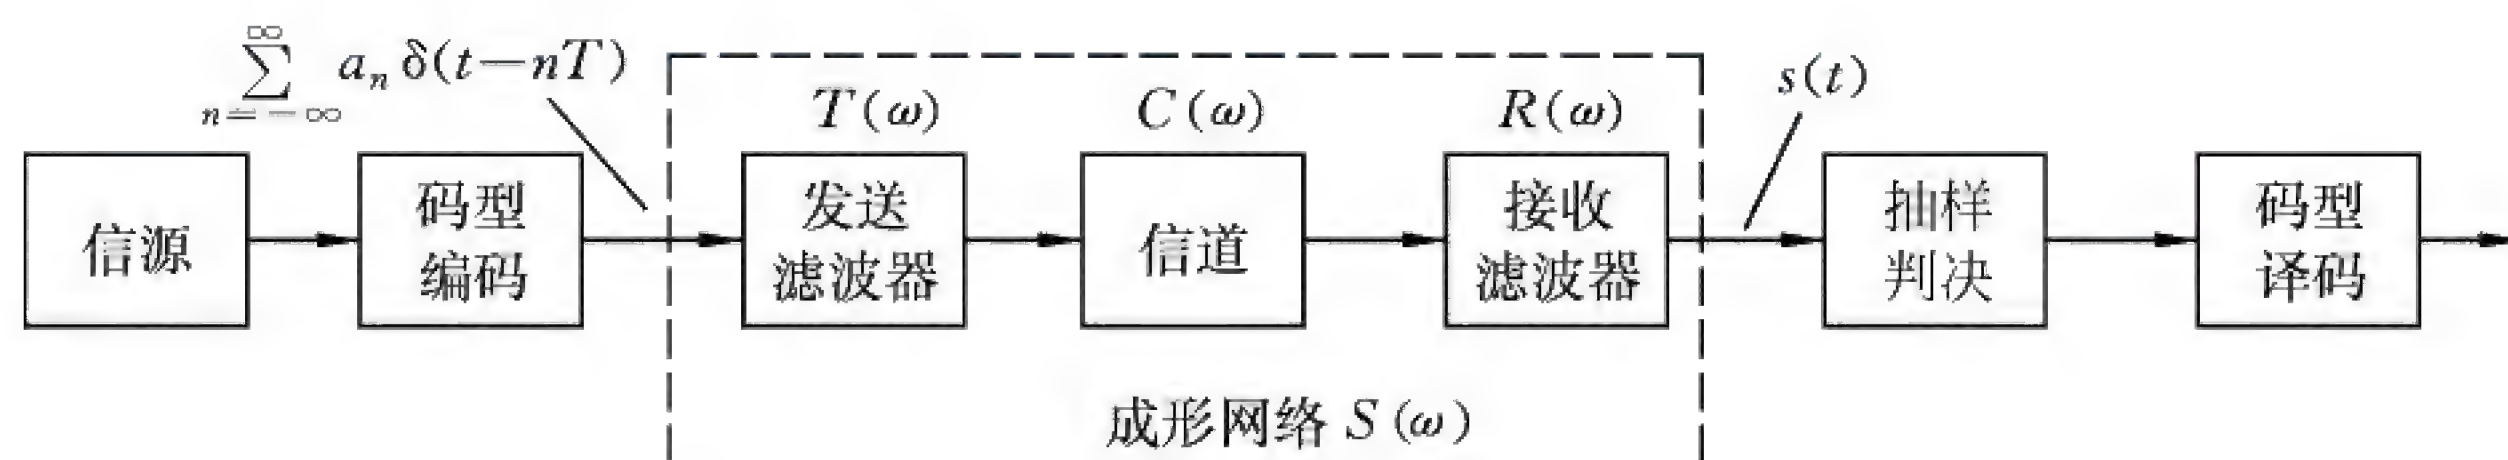 ∞
∑ aₙ δ(t−nT)
n=−∞
T(ω)
C(ω)
R(ω)
s(t)
信源
码型
编码
发送
滤波器
信道
接收
滤波器
抽样
判决
码型
译码
成形网络 S(ω)